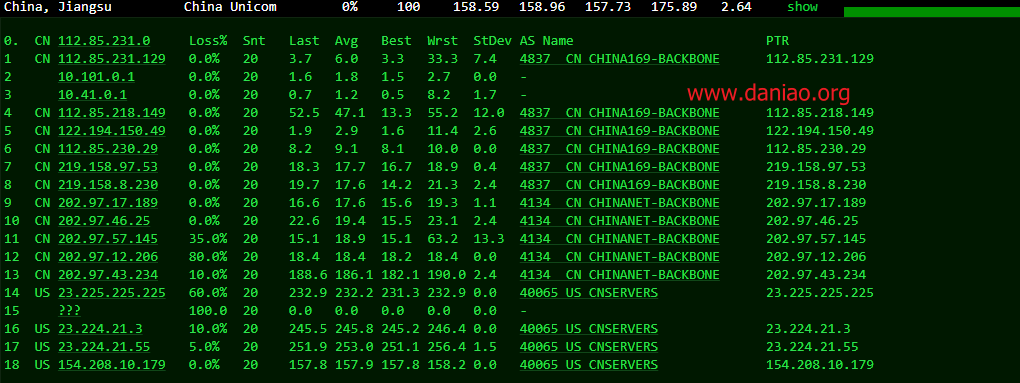 China, Jiangsu China Unicom 0% 100 158.59 158.96 157.73 175.89 2.64 show
0. CN 112.85.231.0 Loss% Snt Last Avg Best Wrst StDev AS Name PTR
1 CN 112.85.231.129 0.0% 20 3.7 6.0 3.3 33.3 7.4 4837 CN CHINA169-BACKBONE 112.85.231.129
2 10.101.0.1 0.0% 20 1.6 1.8 1.5 2.7 0.0 -
3 10.41.0.1 0.0% 20 0.7 1.2 0.5 8.2 1.7 -
www.daniao.org
4 CN 112.85.218.149 0.0% 20 52.5 47.1 13.3 55.2 12.0 4837 CN CHINA169-BACKBONE 112.85.218.149
5 CN 122.194.150.49 0.0% 20 1.9 2.9 1.6 11.4 2.6 4837 CN CHINA169-BACKBONE 122.194.150.49
6 CN 112.85.230.29 0.0% 20 8.2 9.1 8.1 10.0 0.0 4837 CN CHINA169-BACKBONE 112.85.230.29
7 CN 219.158.97.53 0.0% 20 18.3 17.7 16.7 18.9 0.4 4837 CN CHINA169-BACKBONE 219.158.97.53
8 CN 219.158.8.230 0.0% 20 19.7 17.6 14.2 21.3 2.4 4837 CN CHINA169-BACKBONE 219.158.8.230
9 CN 202.97.17.189 0.0% 20 16.6 17.6 15.6 19.3 1.1 4134 CN CHINANET-BACKBONE 202.97.17.189
10 CN 202.97.46.25 0.0% 20 22.6 19.4 15.5 23.1 2.4 4134 CN CHINANET-BACKBONE 202.97.46.25
11 CN 202.97.57.145 35.0% 20 15.1 18.9 15.1 63.2 13.3 4134 CN CHINANET-BACKBONE 202.97.57.145
12 CN 202.97.12.206 80.0% 20 18.4 18.4 18.2 18.4 0.0 4134 CN CHINANET-BACKBONE 202.97.12.206
13 CN 202.97.43.234 10.0% 20 188.6 186.1 182.1 190.0 2.4 4134 CN CHINANET-BACKBONE 202.97.43.234
14 US 23.225.225.225 60.0% 20 232.9 232.2 231.3 232.9 0.0 40065 US CNSERVERS 23.225.225.225
15 ??? 100.0 20 0.0 0.0 0.0 0.0 0.0 -
16 US 23.224.21.3 10.0% 20 245.5 245.8 245.2 246.4 0.0 40065 US CNSERVERS 23.224.21.3
17 US 23.224.21.55 5.0% 20 251.9 253.0 251.1 256.4 1.5 40065 US CNSERVERS 23.224.21.55
18 US 154.208.10.179 0.0% 20 157.8 157.9 157.8 158.2 0.0 40065 US CNSERVERS 154.208.10.179